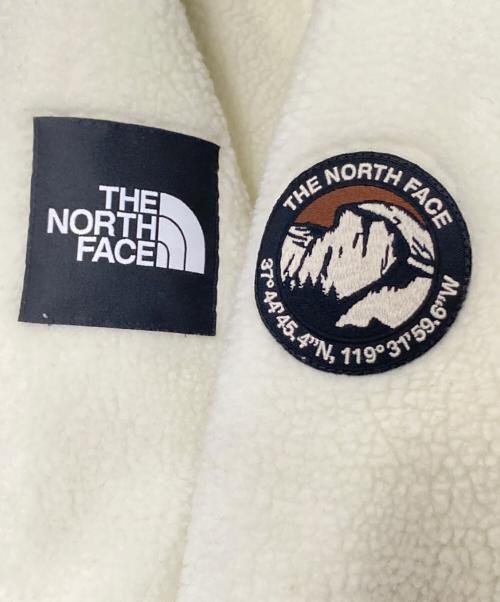 THE
NORTH
FACE
THE NORTH FACE
37°44'45.4"N, 119°31'59.6"W